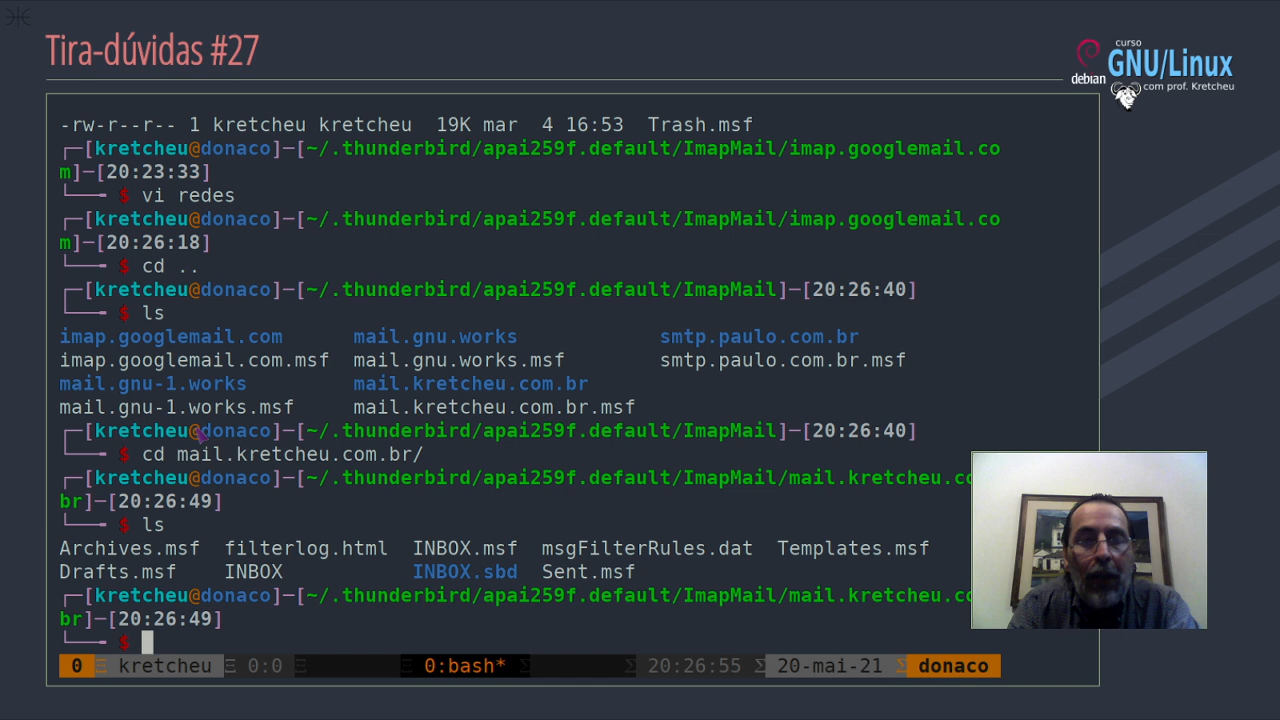 Tira-dúvidas #27
curso
GNU/Linux
debian
com prof. Kretcheu
-rw-r--r-- 1 kretcheu kretcheu  19K mar  4 16:53  Trash.msf
┌─[kretcheu@donaco]─[~/.thunderbird/apai259f.default/ImapMail/imap.googlemail.co
m]─[20:23:33]
└──╼ $ vi redes
┌─[kretcheu@donaco]─[~/.thunderbird/apai259f.default/ImapMail/imap.googlemail.co
m]─[20:26:18]
└──╼ $ cd ..
┌─[kretcheu@donaco]─[~/.thunderbird/apai259f.default/ImapMail]─[20:26:40]
└──╼ $ ls
imap.googlemail.com      mail.gnu.works            smtp.paulo.com.br
imap.googlemail.com.msf  mail.gnu.works.msf        smtp.paulo.com.br.msf
mail.gnu-1.works         mail.kretcheu.com.br
mail.gnu-1.works.msf     mail.kretcheu.com.br.msf
┌─[kretcheu@donaco]─[~/.thunderbird/apai259f.default/ImapMail]─[20:26:40]
└──╼ $ cd mail.kretcheu.com.br/
┌─[kretcheu@donaco]─[~/.thunderbird/apai259f.default/ImapMail/mail.kretcheu.co
br]─[20:26:49]
└──╼ $ ls
Archives.msf  filterlog.html  INBOX.msf  msgFilterRules.dat  Templates.msf
Drafts.msf    INBOX           INBOX.sbd  Sent.msf
┌─[kretcheu@donaco]─[~/.thunderbird/apai259f.default/ImapMail/mail.kretcheu.co
br]─[20:26:49]
└──╼ $
0 kretcheu 0:0 0:bash* 20:26:55 20-mai-21 donaco